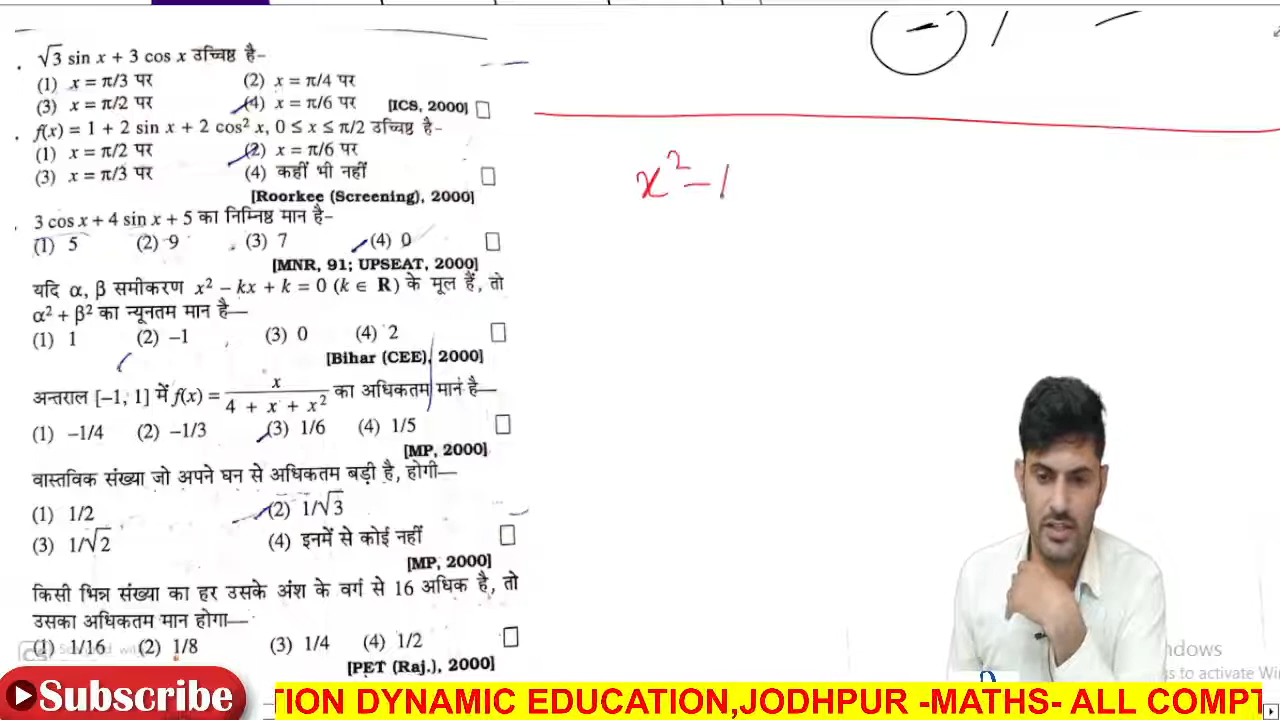 √3 sin x + 3 cos x उच्चिष्ठ है–
(1) x = π/3 पर (2) x = π/4 पर
(3) x = π/2 पर (4) x = π/6 पर [ICS, 2000]
f(x) = 1 + 2 sin x + 2 cos² x, 0 ≤ x ≤ π/2 उच्चिष्ठ है–
(1) x = π/2 पर (2) x = π/6 पर
(3) x = π/3 पर (4) कहीं भी नहीं
[Roorkee (Screening), 2000]
3 cos x + 4 sin x + 5 का निम्निष्ठ मान है–
(1) 5 (2) 9 (3) 7 (4) 0
[MNR, 91; UPSEAT, 2000]
यदि α, β समीकरण x² – kx + k = 0 (k ∈ R) के मूल हैं, तो
α² + β² का न्यूनतम मान है—
(1) 1 (2) –1 (3) 0 (4) 2
[Bihar (CEE), 2000]
अन्तराल [–1, 1] में f(x) = x / (4 + x + x²) का अधिकतम मान है—
(1) –1/4 (2) –1/3 (3) 1/6 (4) 1/5
[MP, 2000]
वास्तविक संख्या जो अपने घन से अधिकतम बड़ी है, होगी—
(1) 1/2 (2) 1/√3
(3) 1/√2 (4) इनमें से कोई नहीं
[MP, 2000]
किसी भिन्न संख्या का हर उसके अंश के वर्ग से 16 अधिक है, तो
उसका अधिकतम मान होगा—
(1) 1/16 (2) 1/8 (3) 1/4 (4) 1/2
[PET (Raj.), 2000]
x² – 1
ndows
s to activate Wi
CS
Subscribe
TION DYNAMIC EDUCATION,JODHPUR -MATHS- ALL COMPT